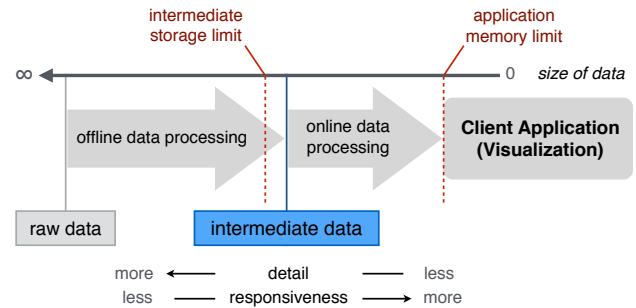 intermediate
storage limit
application
memory limit
∞
0
size of data
offline data processing
online data
processing
Client Application
(Visualization)
raw data
intermediate data
more
detail
less
less
responsiveness
more